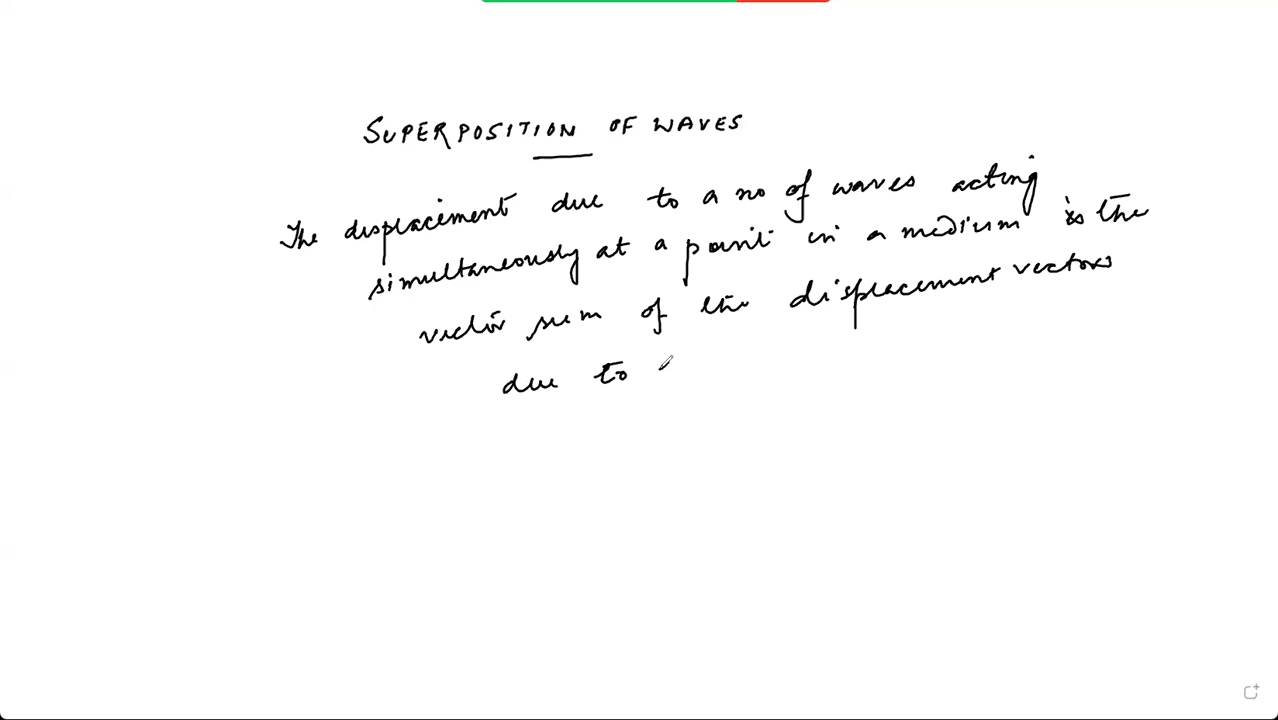 SUPERPOSITION OF WAVES
The displacement due to a no of waves acting
simultaneously at a point in a medium is the
vector sum of the displacement vectors
due to